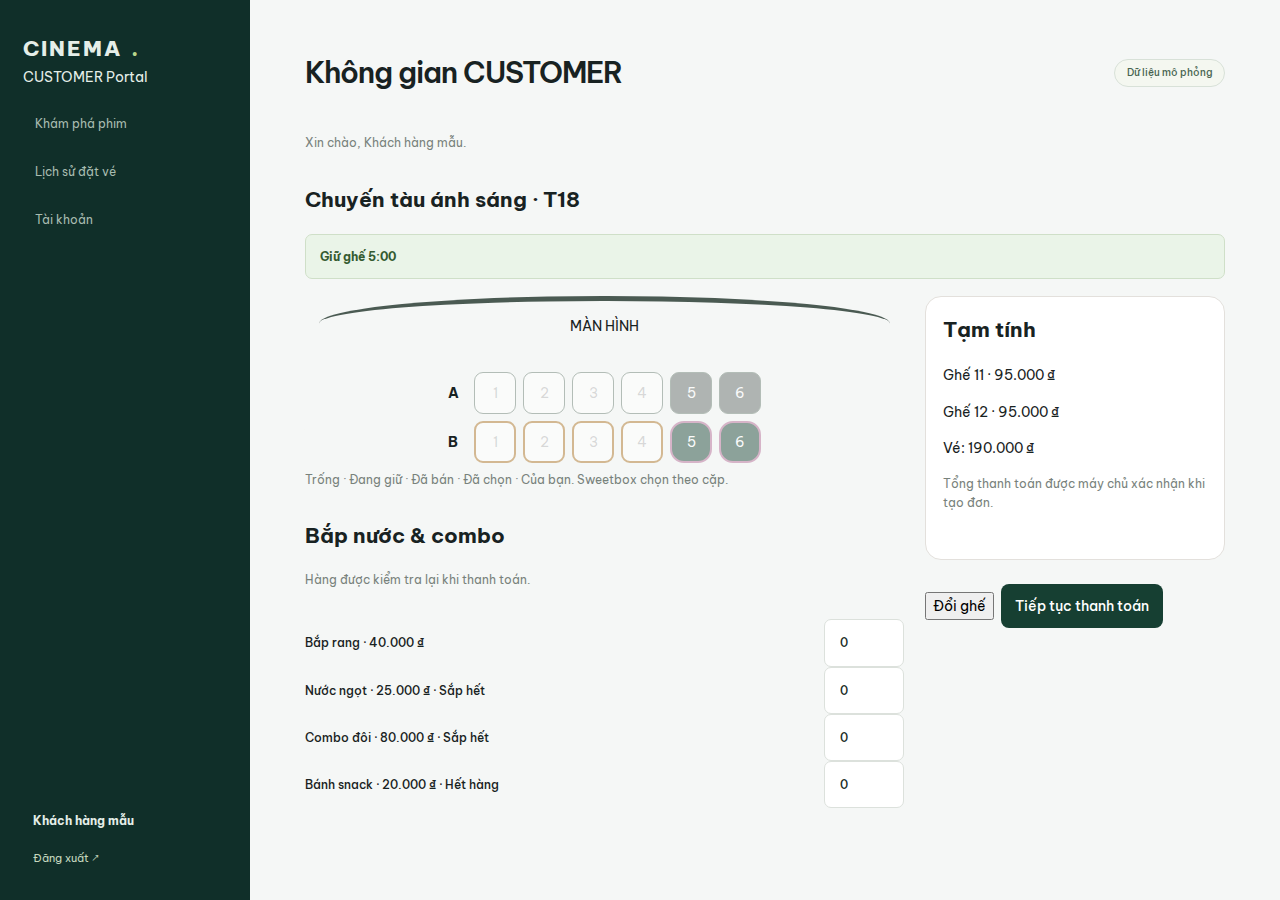 CINEMA .
CUSTOMER Portal
Khám phá phim
Lịch sử đặt vé
Tài khoản
Khách hàng mẫu
Đăng xuất ↗
Không gian CUSTOMER
Dữ liệu mô phỏng
Xin chào, Khách hàng mẫu.
Chuyến tàu ánh sáng · T18
Giữ ghế 5:00
MÀN HÌNH
A 1 2 3 4 5 6
B 1 2 3 4 5 6
Trống · Đang giữ · Đã bán · Đã chọn · Của bạn. Sweetbox chọn theo cặp.
Bắp nước & combo
Hàng được kiểm tra lại khi thanh toán.
Bắp rang · 40.000 ₫ 0
Nước ngọt · 25.000 ₫ · Sắp hết 0
Combo đôi · 80.000 ₫ · Sắp hết 0
Bánh snack · 20.000 ₫ · Hết hàng 0
Tạm tính
Ghế 11 · 95.000 ₫
Ghế 12 · 95.000 ₫
Vé: 190.000 ₫
Tổng thanh toán được máy chủ xác nhận khi
tạo đơn.
Đổi ghế
Tiếp tục thanh toán